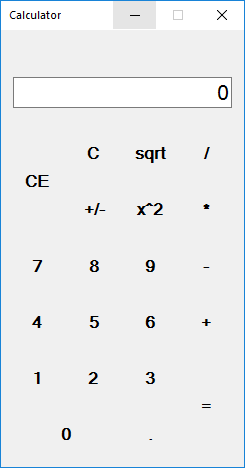 Calculator
0
C sqrt /
CE
+/- x^2 *
7 8 9 -
4 5 6 +
1 2 3
=
0 .